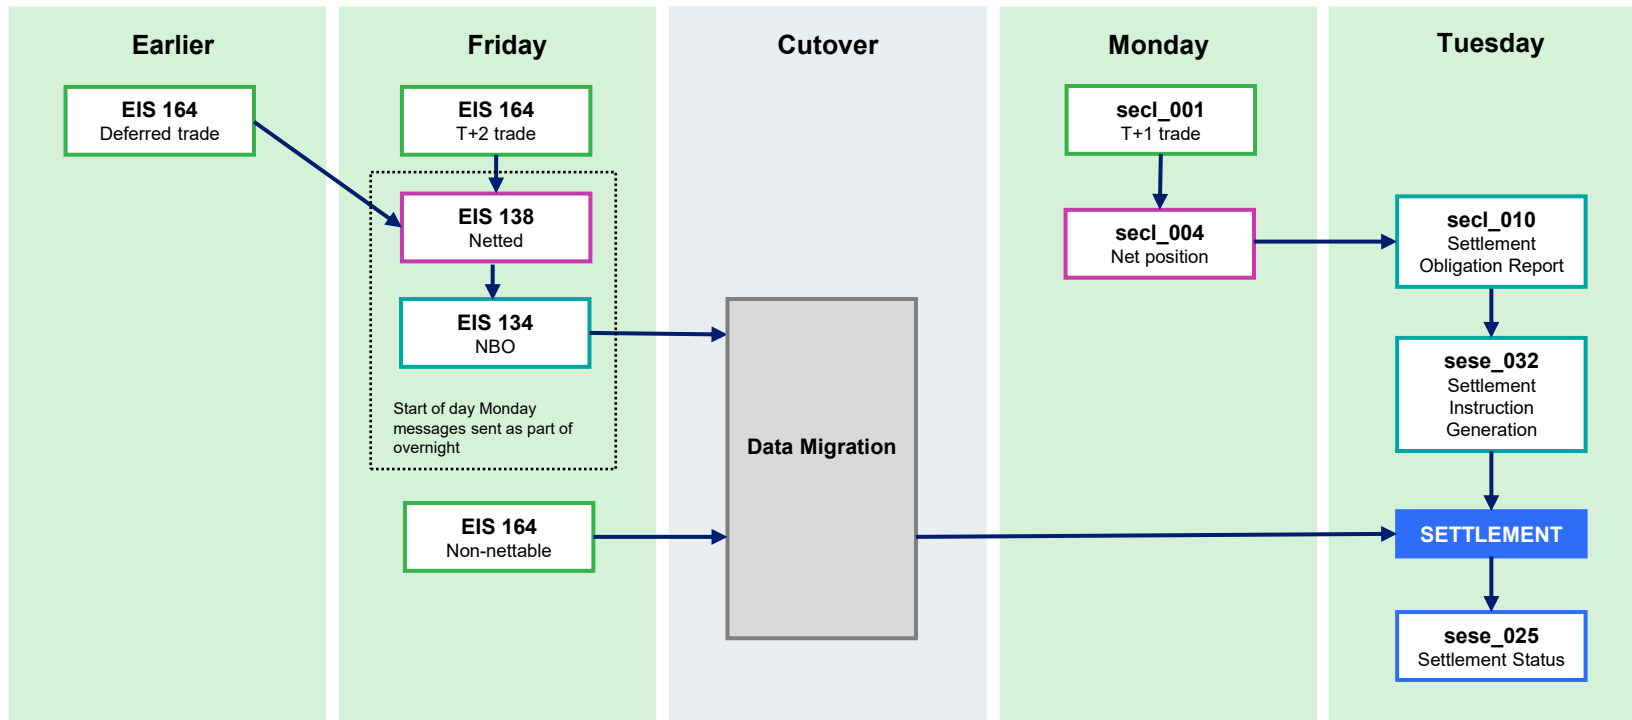 Earlier
Friday
Cutover
Monday
Tuesday
EIS 164
Deferred trade
EIS 164
T+2 trade
EIS 138
Netted
EIS 134
NBO
Start of day Monday
messages sent as part of
overnight
EIS 164
Non-nettable
Data Migration
secl_001
T+1 trade
secl_004
Net position
secl_010
Settlement
Obligation Report
sese_032
Settlement
Instruction
Generation
SETTLEMENT
sese_025
Settlement Status